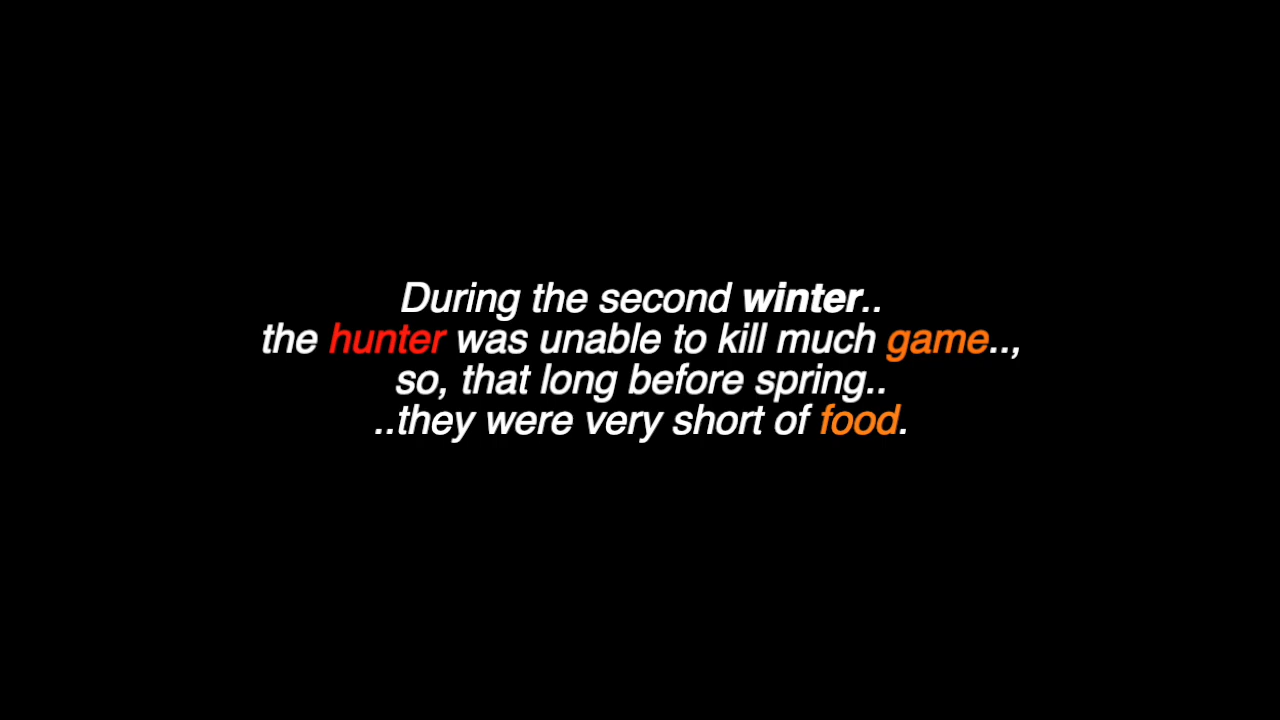 During the second winter..
the hunter was unable to kill much game..,
so, that long before spring..
..they were very short of food.